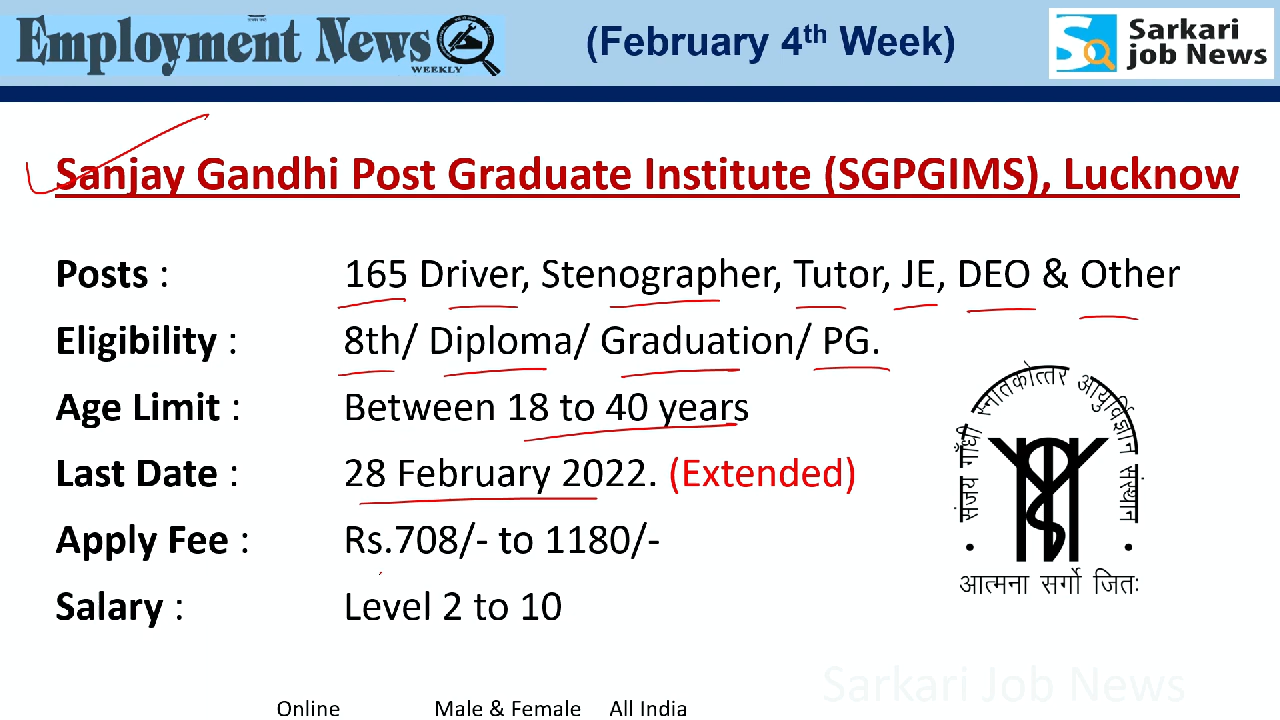 Employment News
WEEKLY
(February 4th Week)
Sarkari
job News
Sanjay Gandhi Post Graduate Institute (SGPGIMS), Lucknow
Posts : 165 Driver, Stenographer, Tutor, JE, DEO & Other
Eligibility : 8th/ Diploma/ Graduation/ PG.
Age Limit : Between 18 to 40 years
Last Date : 28 February 2022. (Extended)
Apply Fee : Rs.708/- to 1180/-
Salary : Level 2 to 10
संजय गाँधी स्नातकोत्तर आयुर्विज्ञान संस्थान
आत्मना सर्गो जितः
Sarkari Job News
Online Male & Female All India